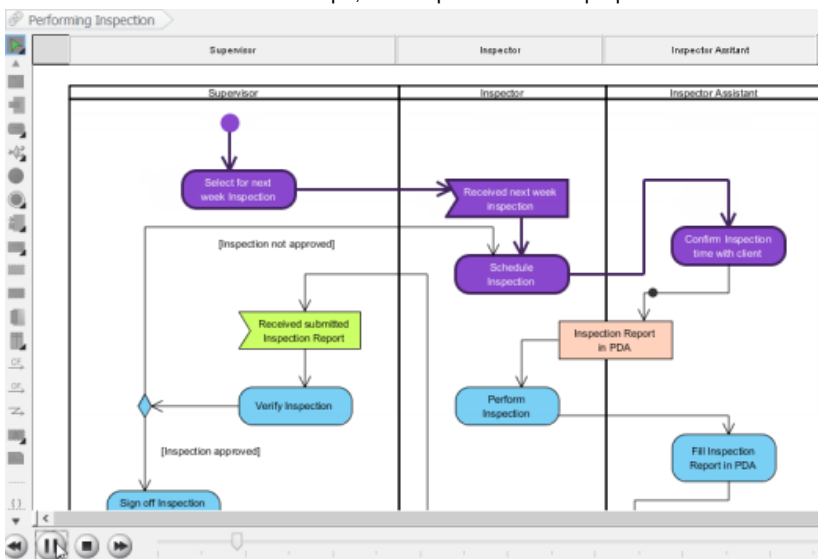 Performing Inspection
Supervisor
Inspector
Inspector Assitant
Supervisor
Inspector
Inspector Assistant
Select for next
week Inspection
Received next week
inspection
[Inspection not approved]
Confirm Inspection
time with client
Schedule
Inspection
Received submitted
Inspection Report
Inspection Report
in PDA
Verify Inspection
Perform
Inspection
[Inspection approved]
Fill Inspection
Report in PDA
Sign off Inspection